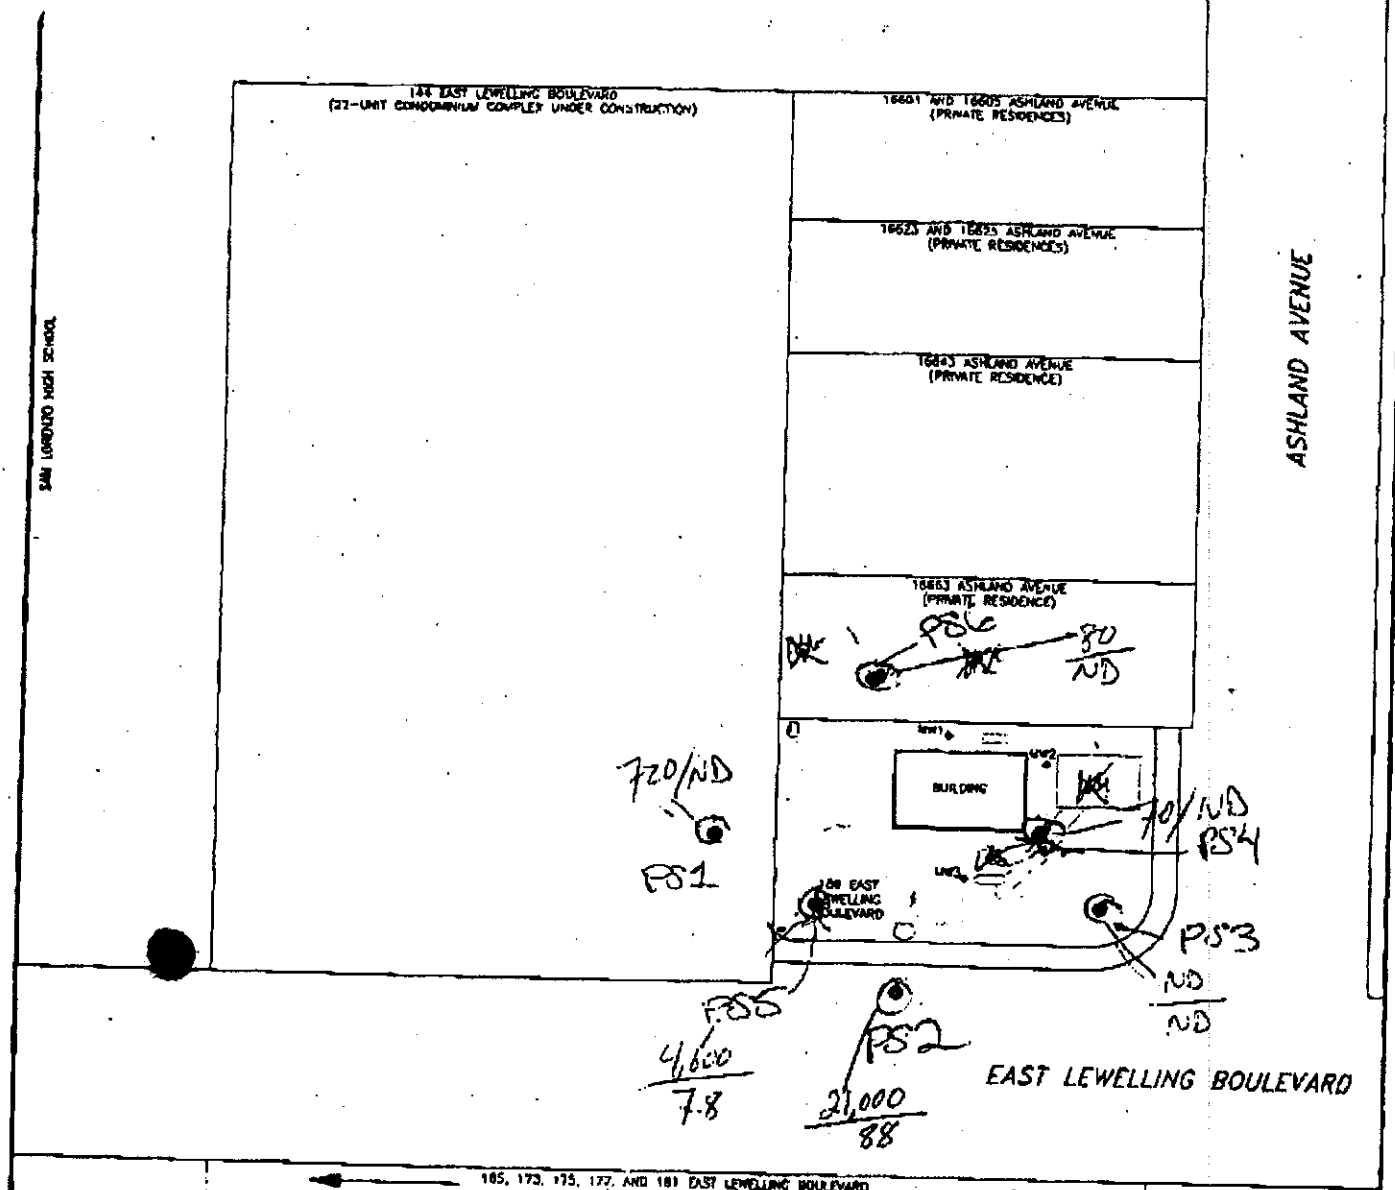 144 EAST LEWELLING BOULEVARD
(22-UNIT CONDOMINIUM COMPLEX UNDER CONSTRUCTION)
16601 AND 16605 ASHLAND AVENUE
(PRIVATE RESIDENCES)
16623 AND 16625 ASHLAND AVENUE
(PRIVATE RESIDENCES)
SAN LORENZO HIGH SCHOOL
ASHLAND AVENUE
16643 ASHLAND AVENUE
(PRIVATE RESIDENCE)
16663 ASHLAND AVENUE
(PRIVATE RESIDENCE)
PS6
80
ND
MW1
MW2
BUILDING
720/ND
PS1
70/ND
PS4
MW3
EAST
LEWELLING
BOULEVARD
PS3
ND
ND
PS5
4,600
7.8
PS2
21,000
88
EAST LEWELLING BOULEVARD
165, 173, 175, 177, AND 181 EAST LEWELLING BOULEVARD